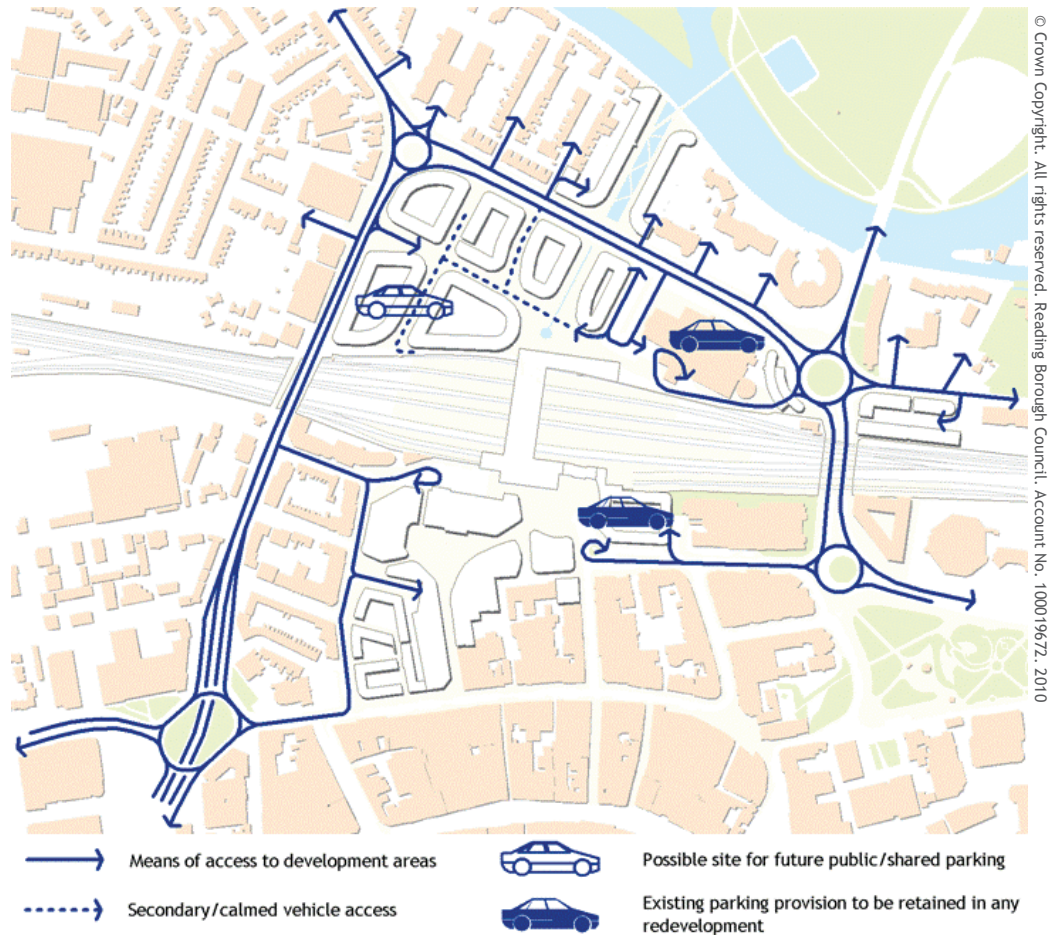 © Crown Copyright. All rights reserved. Reading Borough Council. Account No. 100019672. 2010
Means of access to development areas
Possible site for future public/shared parking
Secondary/calmed vehicle access
Existing parking provision to be retained in any
redevelopment